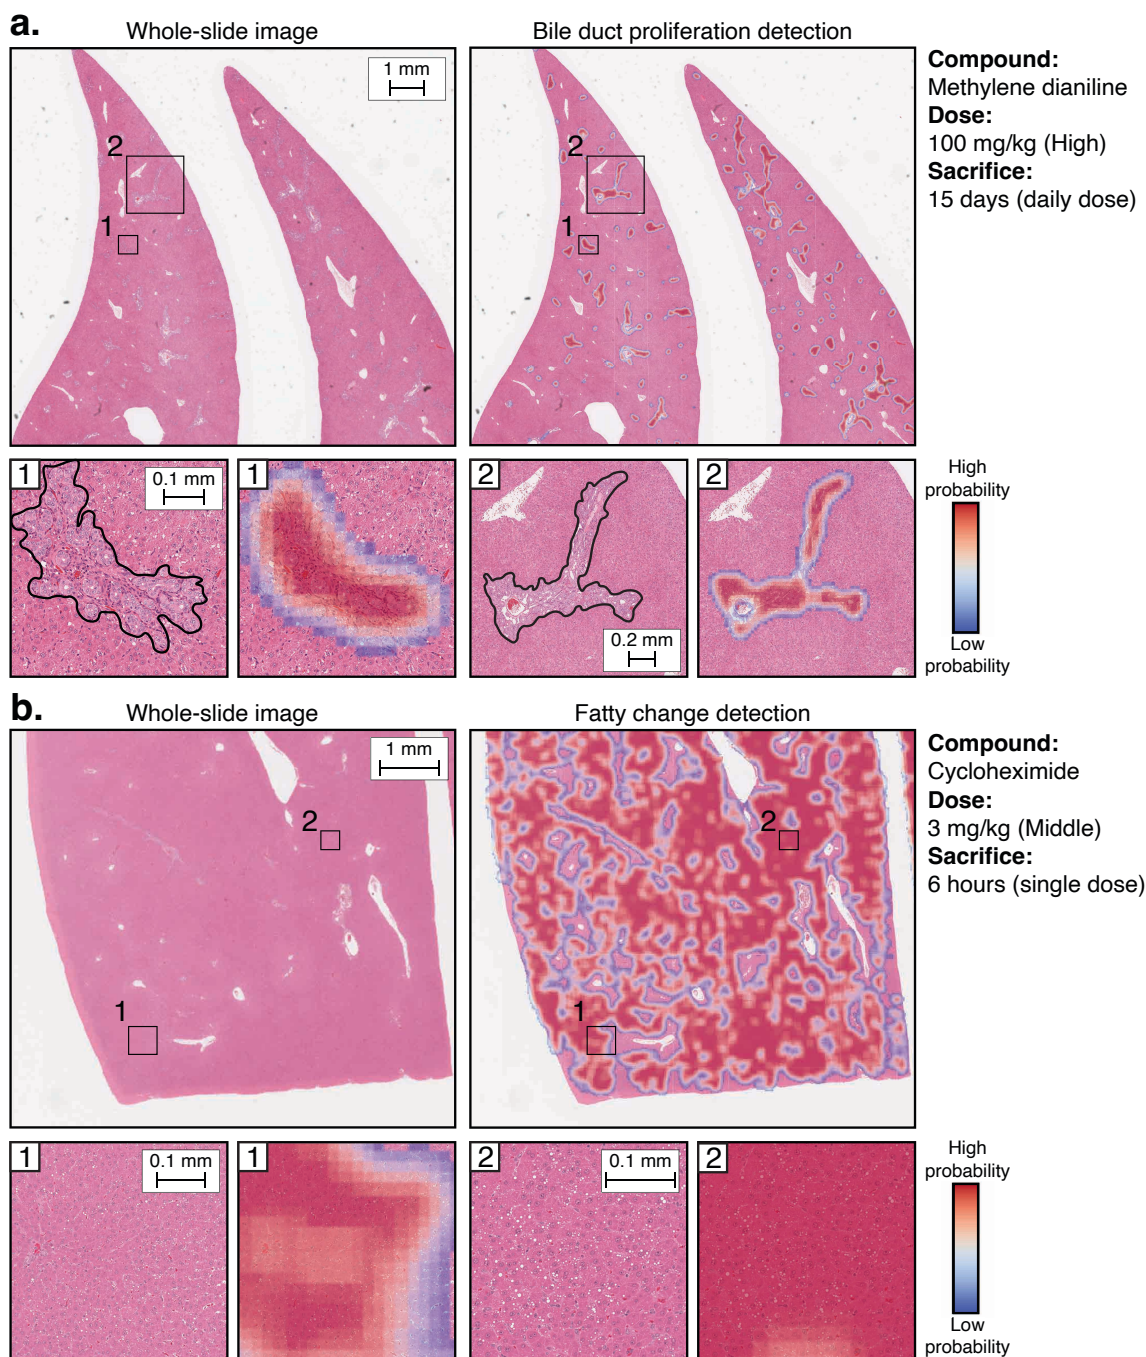 a.
Whole-slide image
Bile duct proliferation detection
1 mm
2
1
2
1
Compound:
Methylene dianiline
Dose:
100 mg/kg (High)
Sacrifice:
15 days (daily dose)
1
0.1 mm
1
2
0.2 mm
2
High
probability
Low
probability
b.
Whole-slide image
Fatty change detection
1 mm
2
1
2
1
Compound:
Cycloheximide
Dose:
3 mg/kg (Middle)
Sacrifice:
6 hours (single dose)
1
0.1 mm
1
2
0.1 mm
2
High
probability
Low
probability